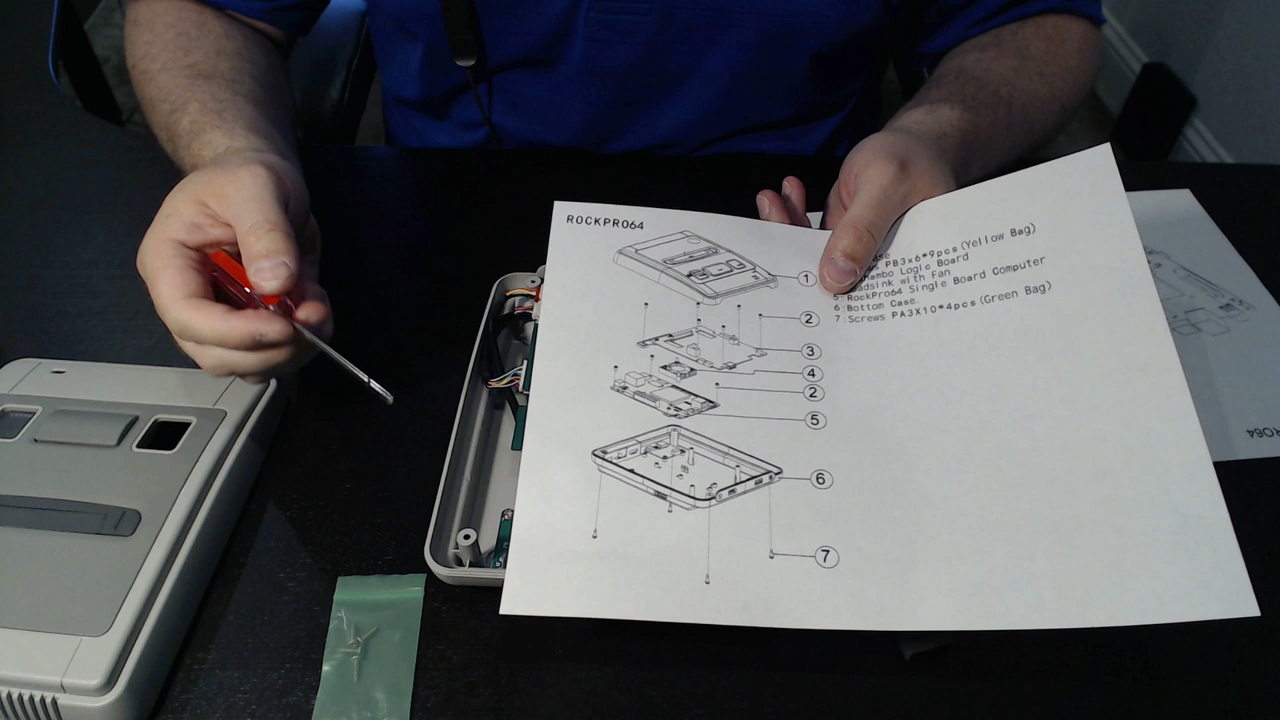 ROCKPRO64
PB3x6*9pcs(Yellow Bag)
Logic Board
with Fan
5:RockPro64 Single Board Computer
6:Bottom Case
7:Screws PA3X10*4pcs(Green Bag)
1
2
3
4
2
5
6
7